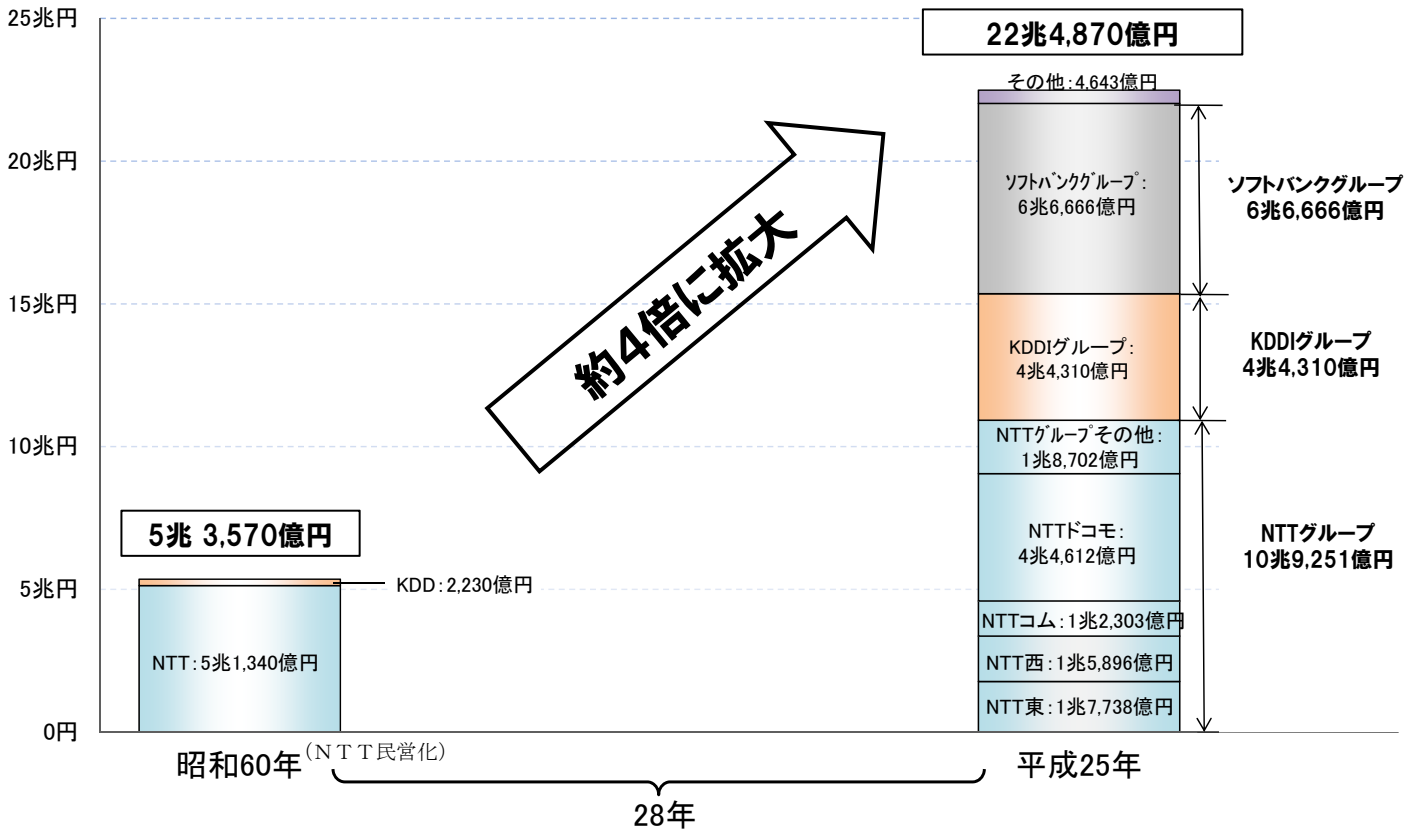 25兆円
20兆円
15兆円
10兆円
5兆円
0円
5兆 3,570億円
KDD:2,230億円
NTT:5兆1,340億円
昭和60年
(NTT民営化)
約4倍に拡大
28年
22兆4,870億円
その他:4,643億円
ソフトバンクグループ:
6兆6,666億円
KDDIグループ:
4兆4,310億円
NTTグループその他:
1兆8,702億円
NTTドコモ:
4兆4,612億円
NTTコム:1兆2,303億円
NTT西:1兆5,896億円
NTT東:1兆7,738億円
平成25年
ソフトバンクグループ
6兆6,666億円
KDDIグループ
4兆4,310億円
NTTグループ
10兆9,251億円